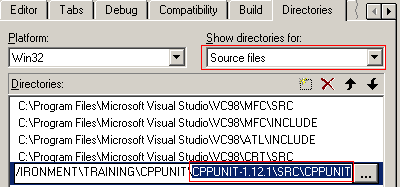 Editor Tabs Debug Compatibility Build Directories
Platform: Show directories for:
Win32 Source files
Directories:
C:\Program Files\Microsoft Visual Studio\VC98\MFC\SRC
C:\Program Files\Microsoft Visual Studio\VC98\MFC\INCLUDE
C:\Program Files\Microsoft Visual Studio\VC98\ATL\INCLUDE
C:\Program Files\Microsoft Visual Studio\VC98\CRT\SRC
/IRONMENT\TRAINING\CPPUNIT\CPPUNIT-1.12.1\SRC\CPPUNIT ...